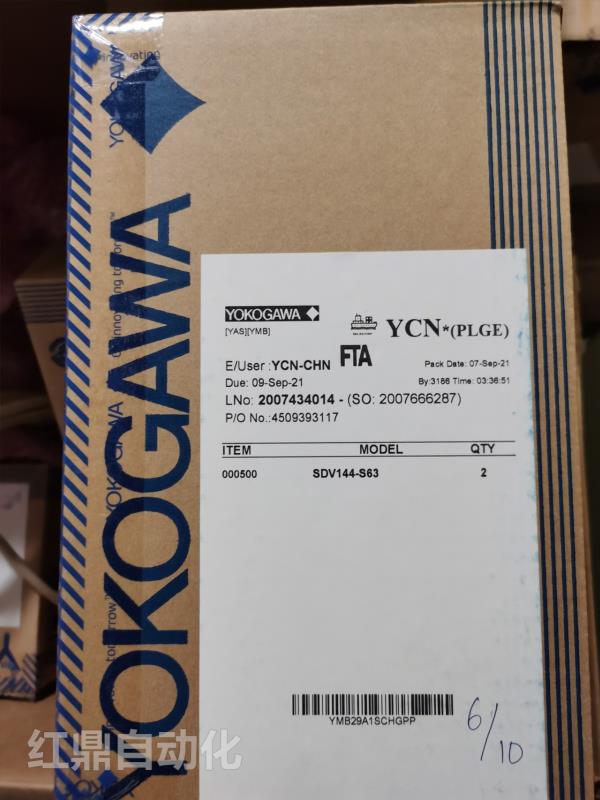 YOKOGAWA
YOKOGAWA
[YAS][YMB]
YCN*(PLGE)
E/User :YCN-CHN FTA
Pack Date: 07-Sep-21
Due: 09-Sep-21
By:3186 Time: 03:36:51
LNo: 2007434014 - (SO: 2007666287)
P/O No.:4509393117
ITEM MODEL QTY
000500 SDV144-S63 2
YMB29A1SCHGPP
6/10
红鼎自动化